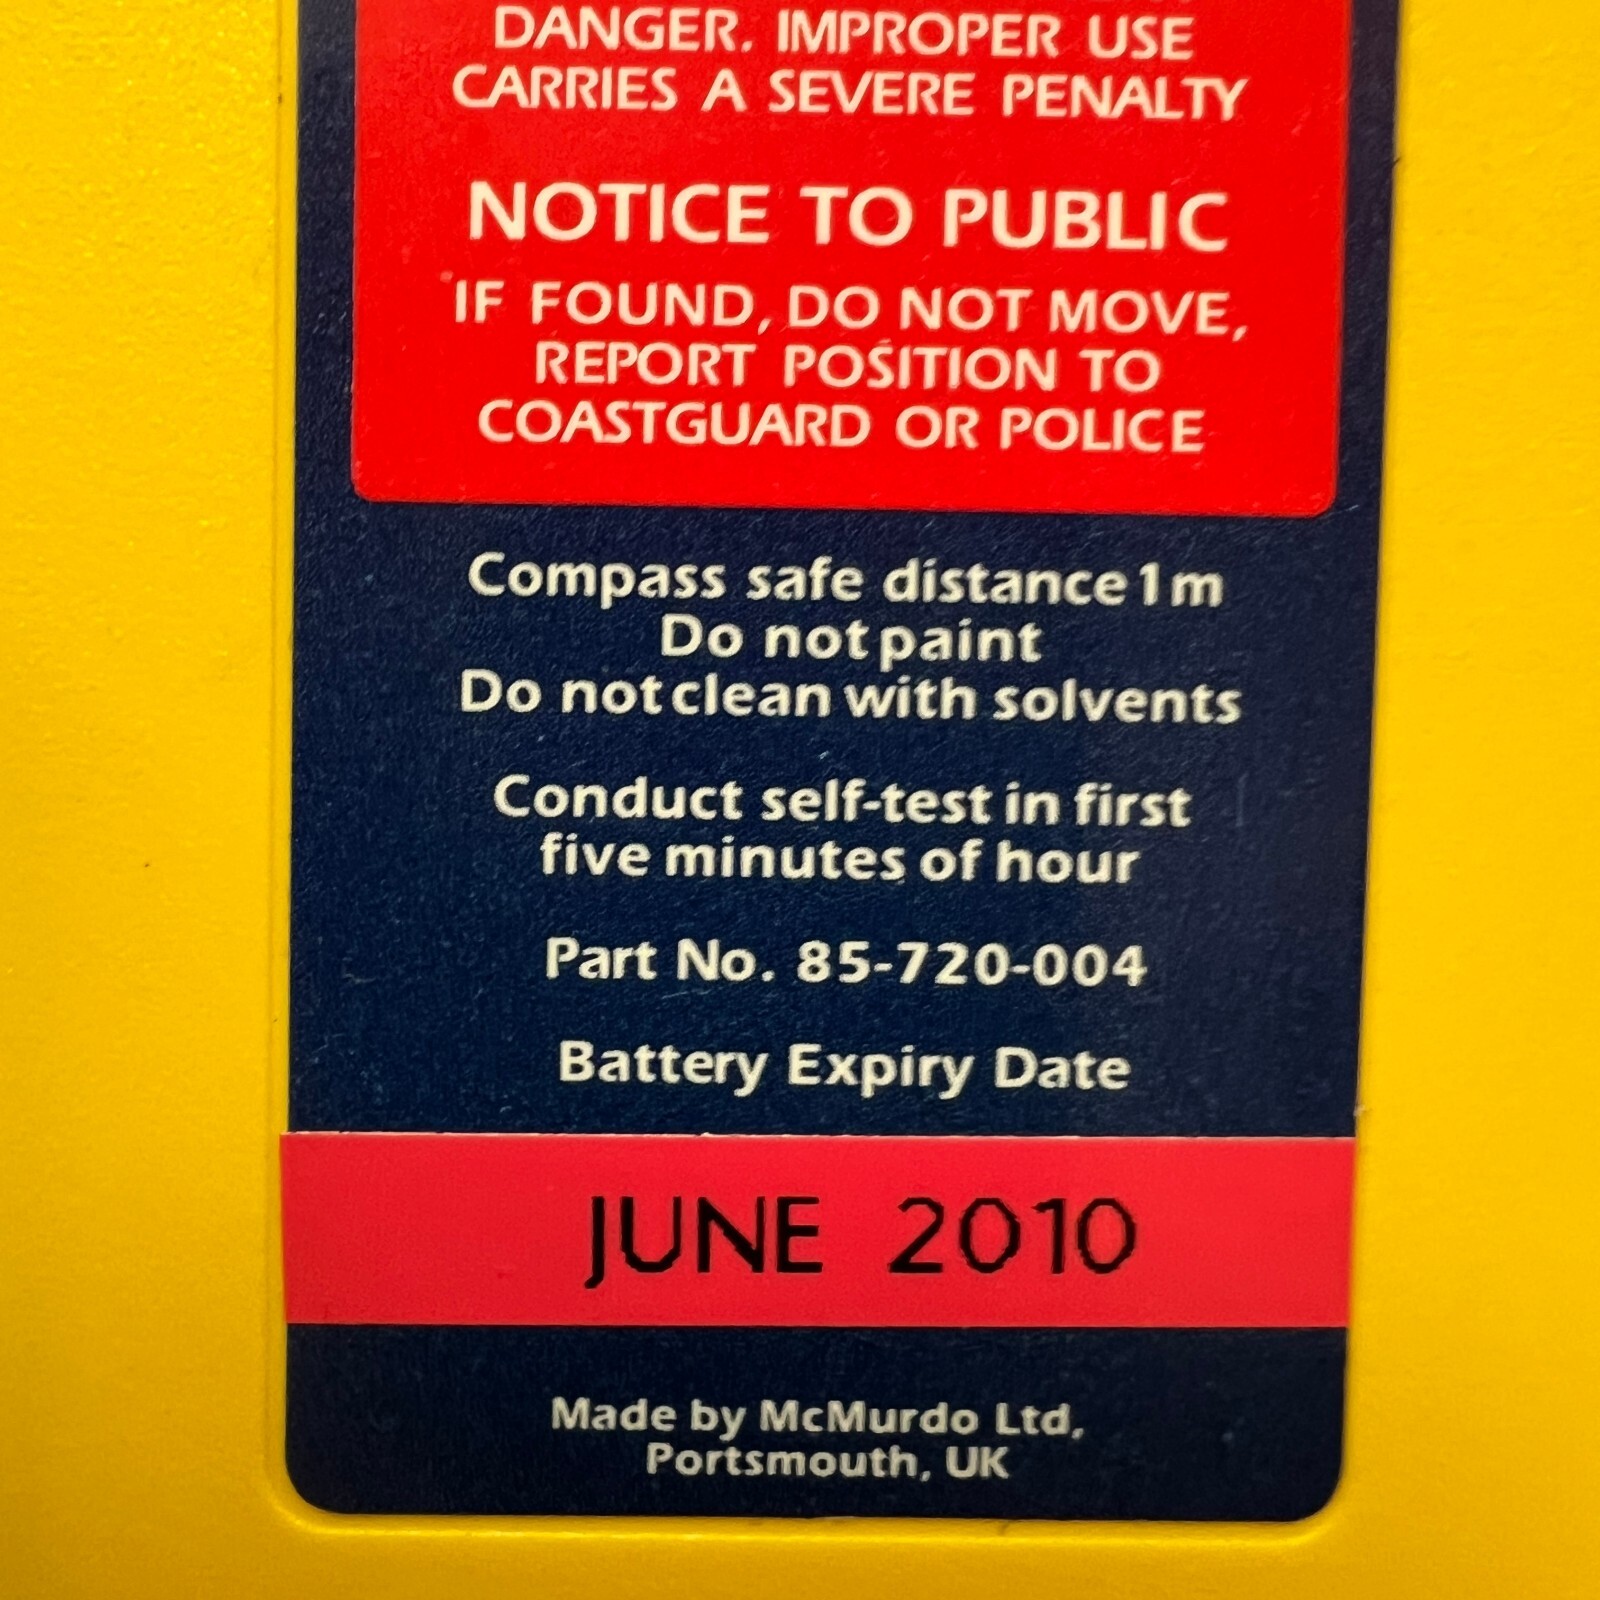 DANGER. IMPROPER USE
CARRIES A SEVERE PENALTY
NOTICE TO PUBLIC
IF FOUND, DO NOT MOVE,
REPORT POSITION TO
COASTGUARD OR POLICE
Compass safe distance 1m
Do not paint
Do not clean with solvents
Conduct self-test in first
five minutes of hour
Part No. 85-720-004
Battery Expiry Date
JUNE 2010
Made by McMurdo Ltd,
Portsmouth, UK